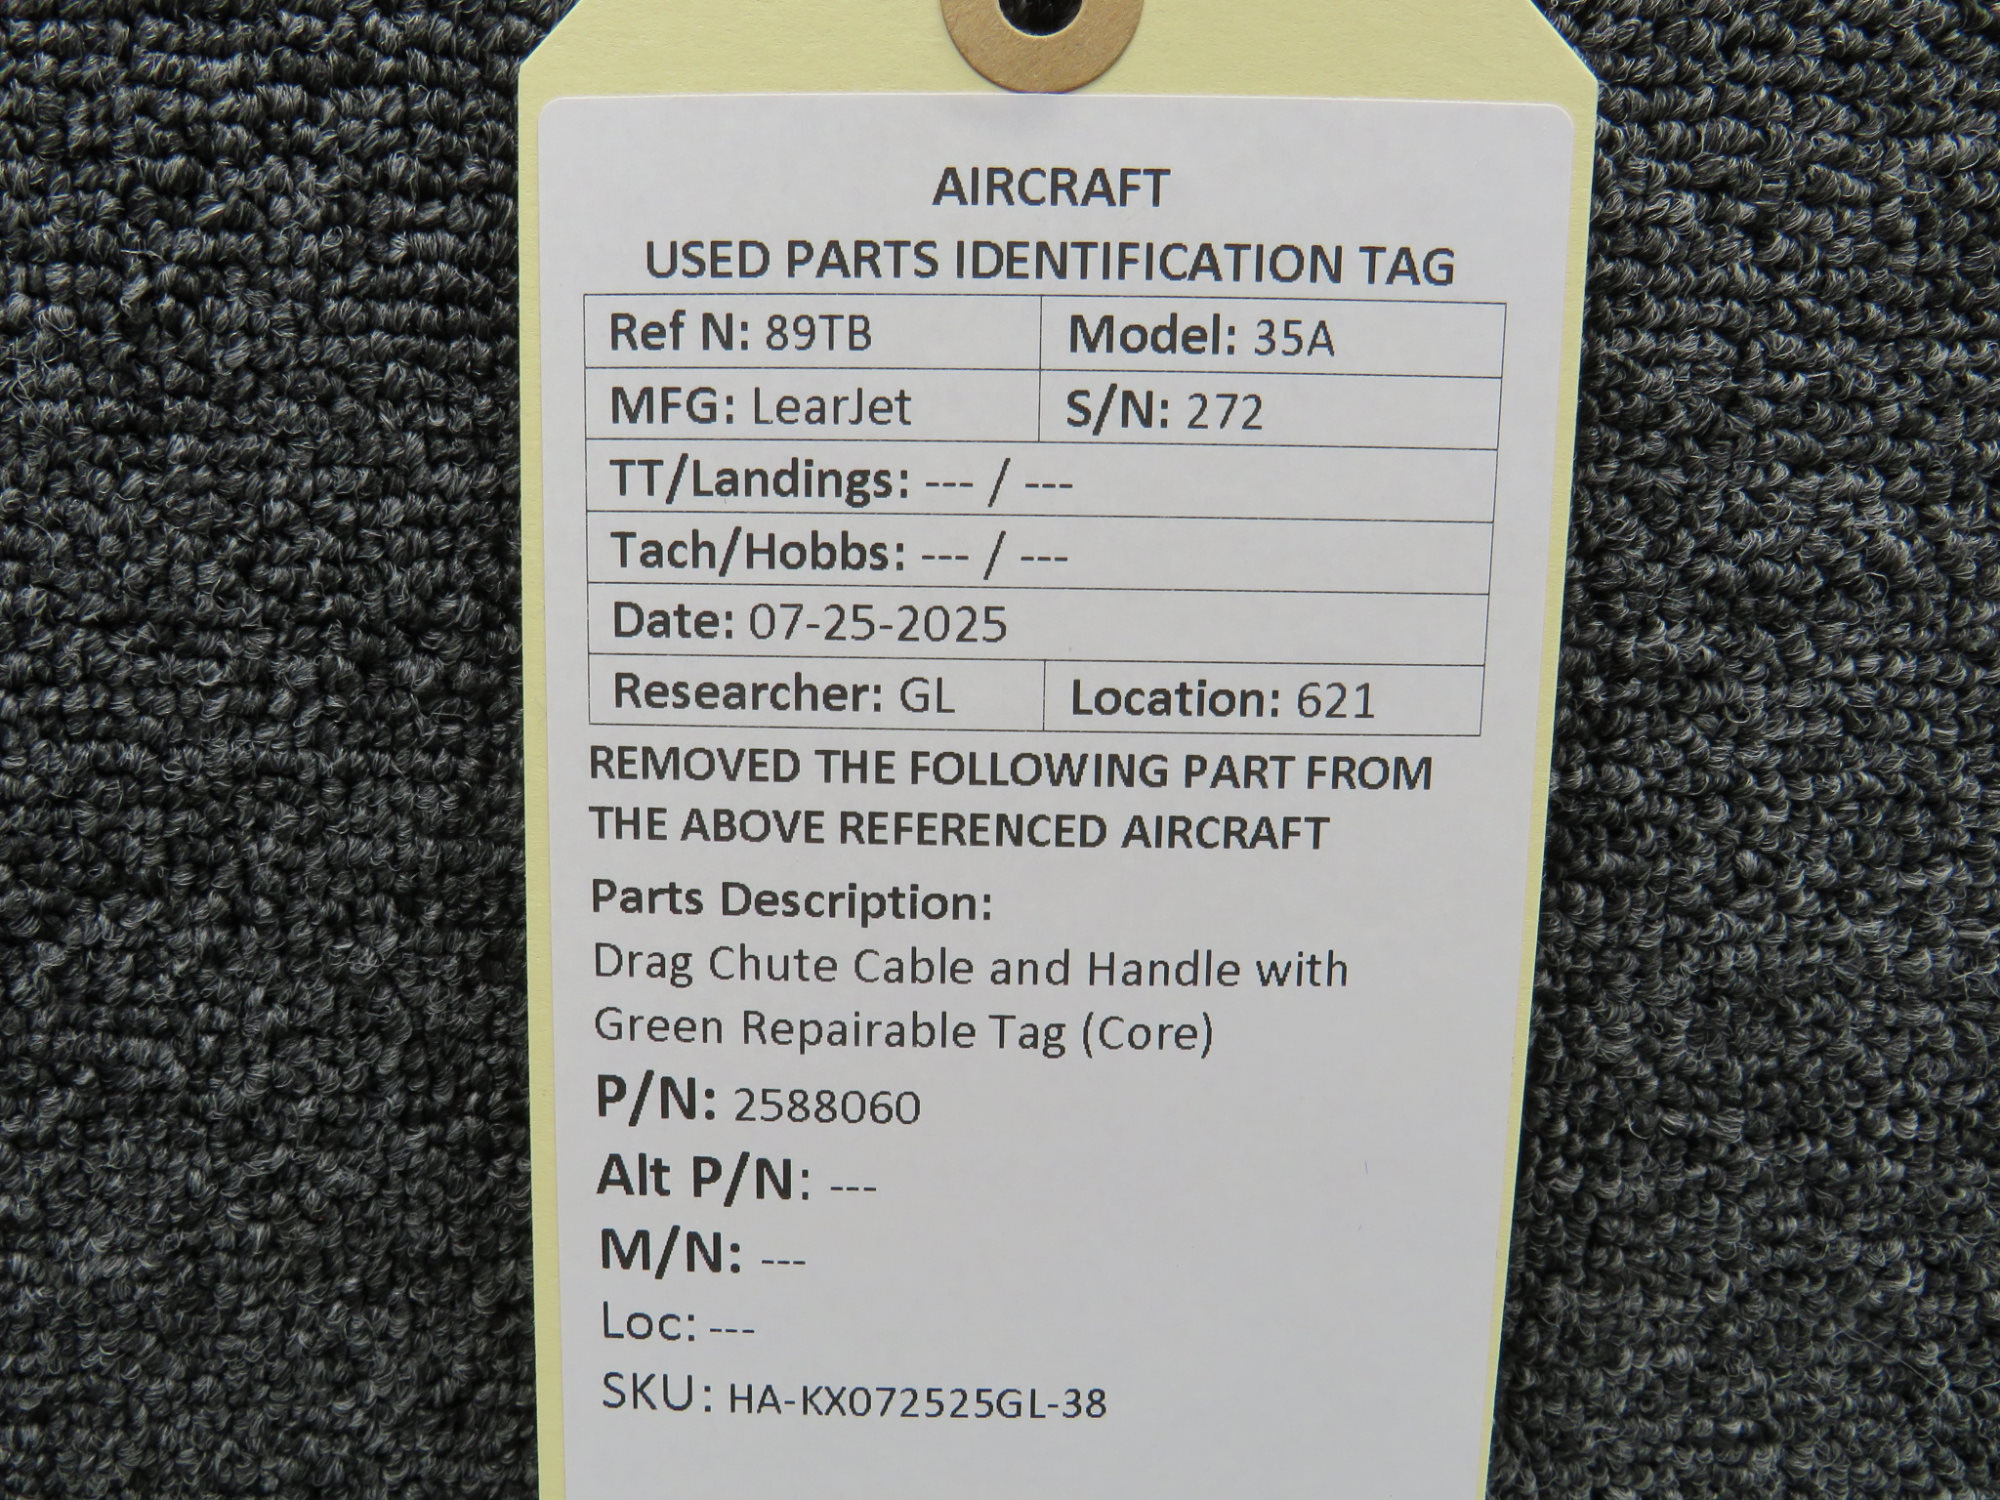 AIRCRAFT
USED PARTS IDENTIFICATION TAG
Ref N: 89TB Model: 35A
MFG: LearJet S/N: 272
TT/Landings: --- / ---
Tach/Hobbs: --- / ---
Date: 07-25-2025
Researcher: GL Location: 621
REMOVED THE FOLLOWING PART FROM
THE ABOVE REFERENCED AIRCRAFT
Parts Description:
Drag Chute Cable and Handle with
Green Repairable Tag (Core)
P/N: 2588060
Alt P/N: ---
M/N: ---
Loc: ---
SKU: HA-KX072525GL-38